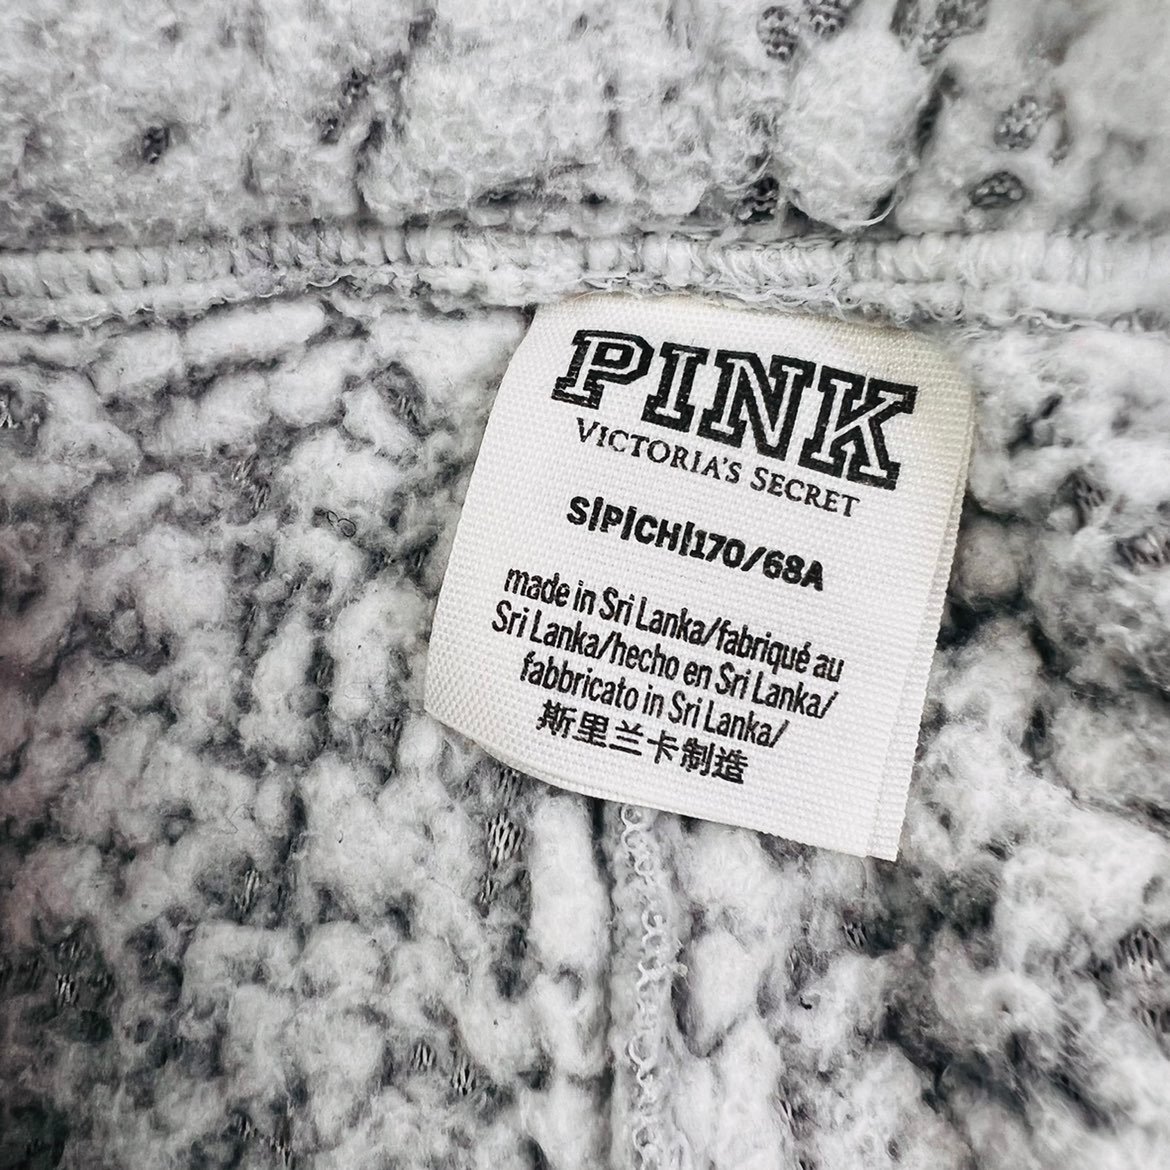 PINK
VICTORIA'S SECRET
S|P|CH|170/68A
made in Sri Lanka/fabriqué au
Sri Lanka/hecho en Sri Lanka/
fabbricato in Sri Lanka/
斯里兰卡制造